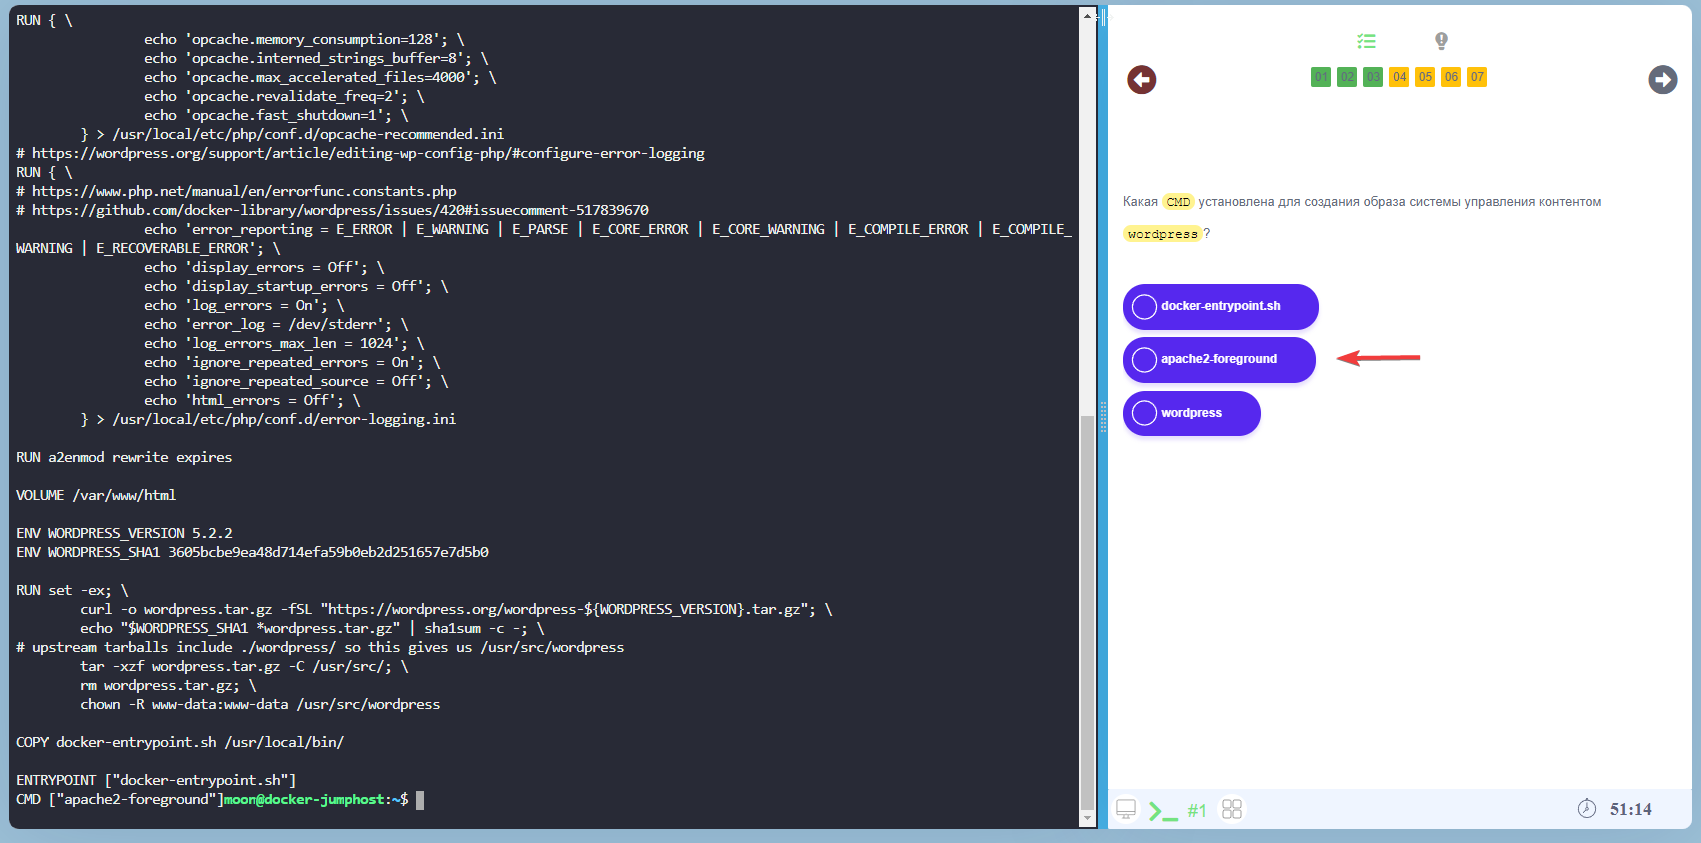 RUN { \
echo 'opcache.memory_consumption=128'; \
echo 'opcache.interned_strings_buffer=8'; \
echo 'opcache.max_accelerated_files=4000'; \
echo 'opcache.revalidate_freq=2'; \
echo 'opcache.fast_shutdown=1'; \
} > /usr/local/etc/php/conf.d/opcache-recommended.ini
# https://wordpress.org/support/article/editing-wp-config-php/#configure-error-logging
RUN { \
# https://www.php.net/manual/en/errorfunc.constants.php
# https://github.com/docker-library/wordpress/issues/420#issuecomment-517839670
echo 'error_reporting = E_ERROR | E_WARNING | E_PARSE | E_CORE_ERROR | E_CORE_WARNING | E_COMPILE_ERROR | E_COMPILE_
WARNING | E_RECOVERABLE_ERROR'; \
echo 'display_errors = Off'; \
echo 'display_startup_errors = Off'; \
echo 'log_errors = On'; \
echo 'error_log = /dev/stderr'; \
echo 'log_errors_max_len = 1024'; \
echo 'ignore_repeated_errors = On'; \
echo 'ignore_repeated_source = Off'; \
echo 'html_errors = Off'; \
} > /usr/local/etc/php/conf.d/error-logging.ini
RUN a2enmod rewrite expires
VOLUME /var/www/html
ENV WORDPRESS_VERSION 5.2.2
ENV WORDPRESS_SHA1 3605bcbe9ea48d714efa59b0eb2d251657e7d5b0
RUN set -ex; \
curl -o wordpress.tar.gz -fSL "https://wordpress.org/wordpress-${WORDPRESS_VERSION}.tar.gz"; \
echo "$WORDPRESS_SHA1 *wordpress.tar.gz" | sha1sum -c -; \
# upstream tarballs include ./wordpress/ so this gives us /usr/src/wordpress
tar -xzf wordpress.tar.gz -C /usr/src/; \
rm wordpress.tar.gz; \
chown -R www-data:www-data /usr/src/wordpress
COPY docker-entrypoint.sh /usr/local/bin/
ENTRYPOINT ["docker-entrypoint.sh"]
CMD ["apache2-foreground"]moon@docker-jumphost:~$
01 02 03 04 05 06 07
Какая CMD установлена для создания образа системы управления контентом
wordpress?
docker-entrypoint.sh
apache2-foreground
wordpress
#1
51:14